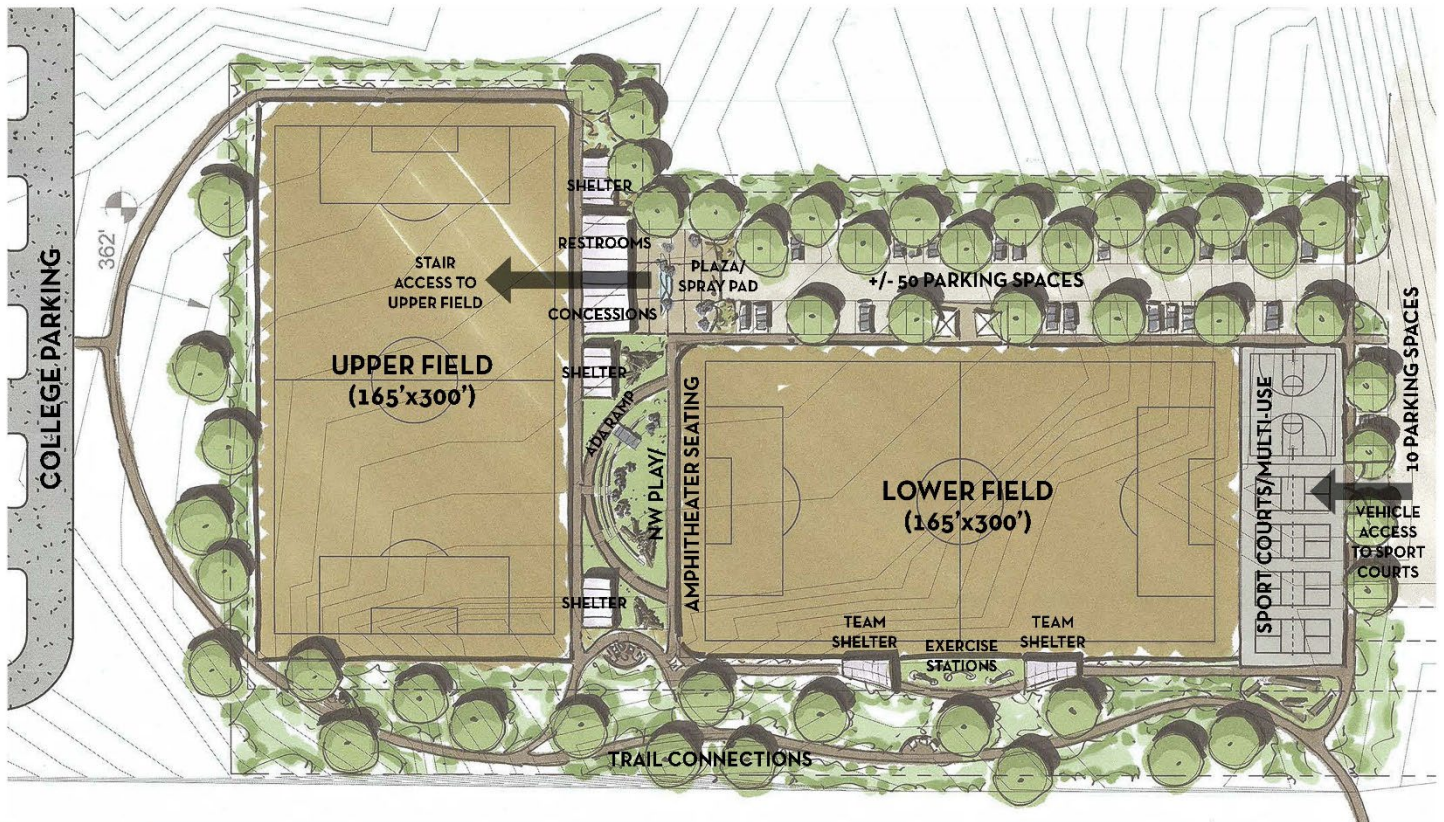 COLLEGE PARKING
362'
SHELTER
RESTROOMS
STAIR
ACCESS TO
UPPER FIELD
PLAZA/
SPRAY PAD
CONCESSIONS
+/- 50 PARKING SPACES
10 PARKING SPACES
UPPER FIELD
(165'x300')
SHELTER
ADA RAMP
NW PLAY/
AMPHITHEATER SEATING
LOWER FIELD
(165'x300')
SPORT COURTS/MULTI-USE
VEHICLE
ACCESS
TO SPORT
COURTS
SHELTER
TEAM
SHELTER
EXERCISE
STATIONS
TEAM
SHELTER
TRAIL CONNECTIONS